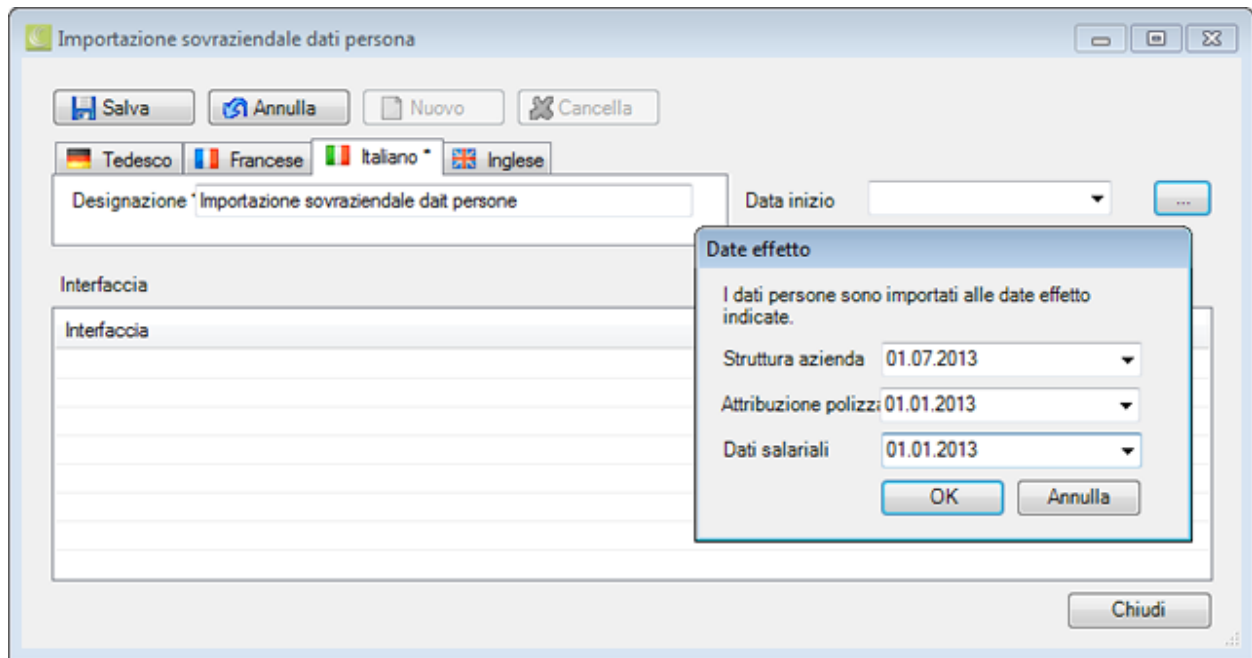 Importazione sovraziendale dati persona
Salva Annulla Nuovo Cancella
Tedesco Francese Italiano * Inglese
Designazione * Importazione sovraziendale dait persone Data inizio ...
Date effetto
Interfaccia
I dati persone sono importati alle date effetto
indicate.
Interfaccia
Struttura azienda 01.07.2013
Attribuzione polizza 01.01.2013
Dati salariali 01.01.2013
OK Annulla
Chiudi